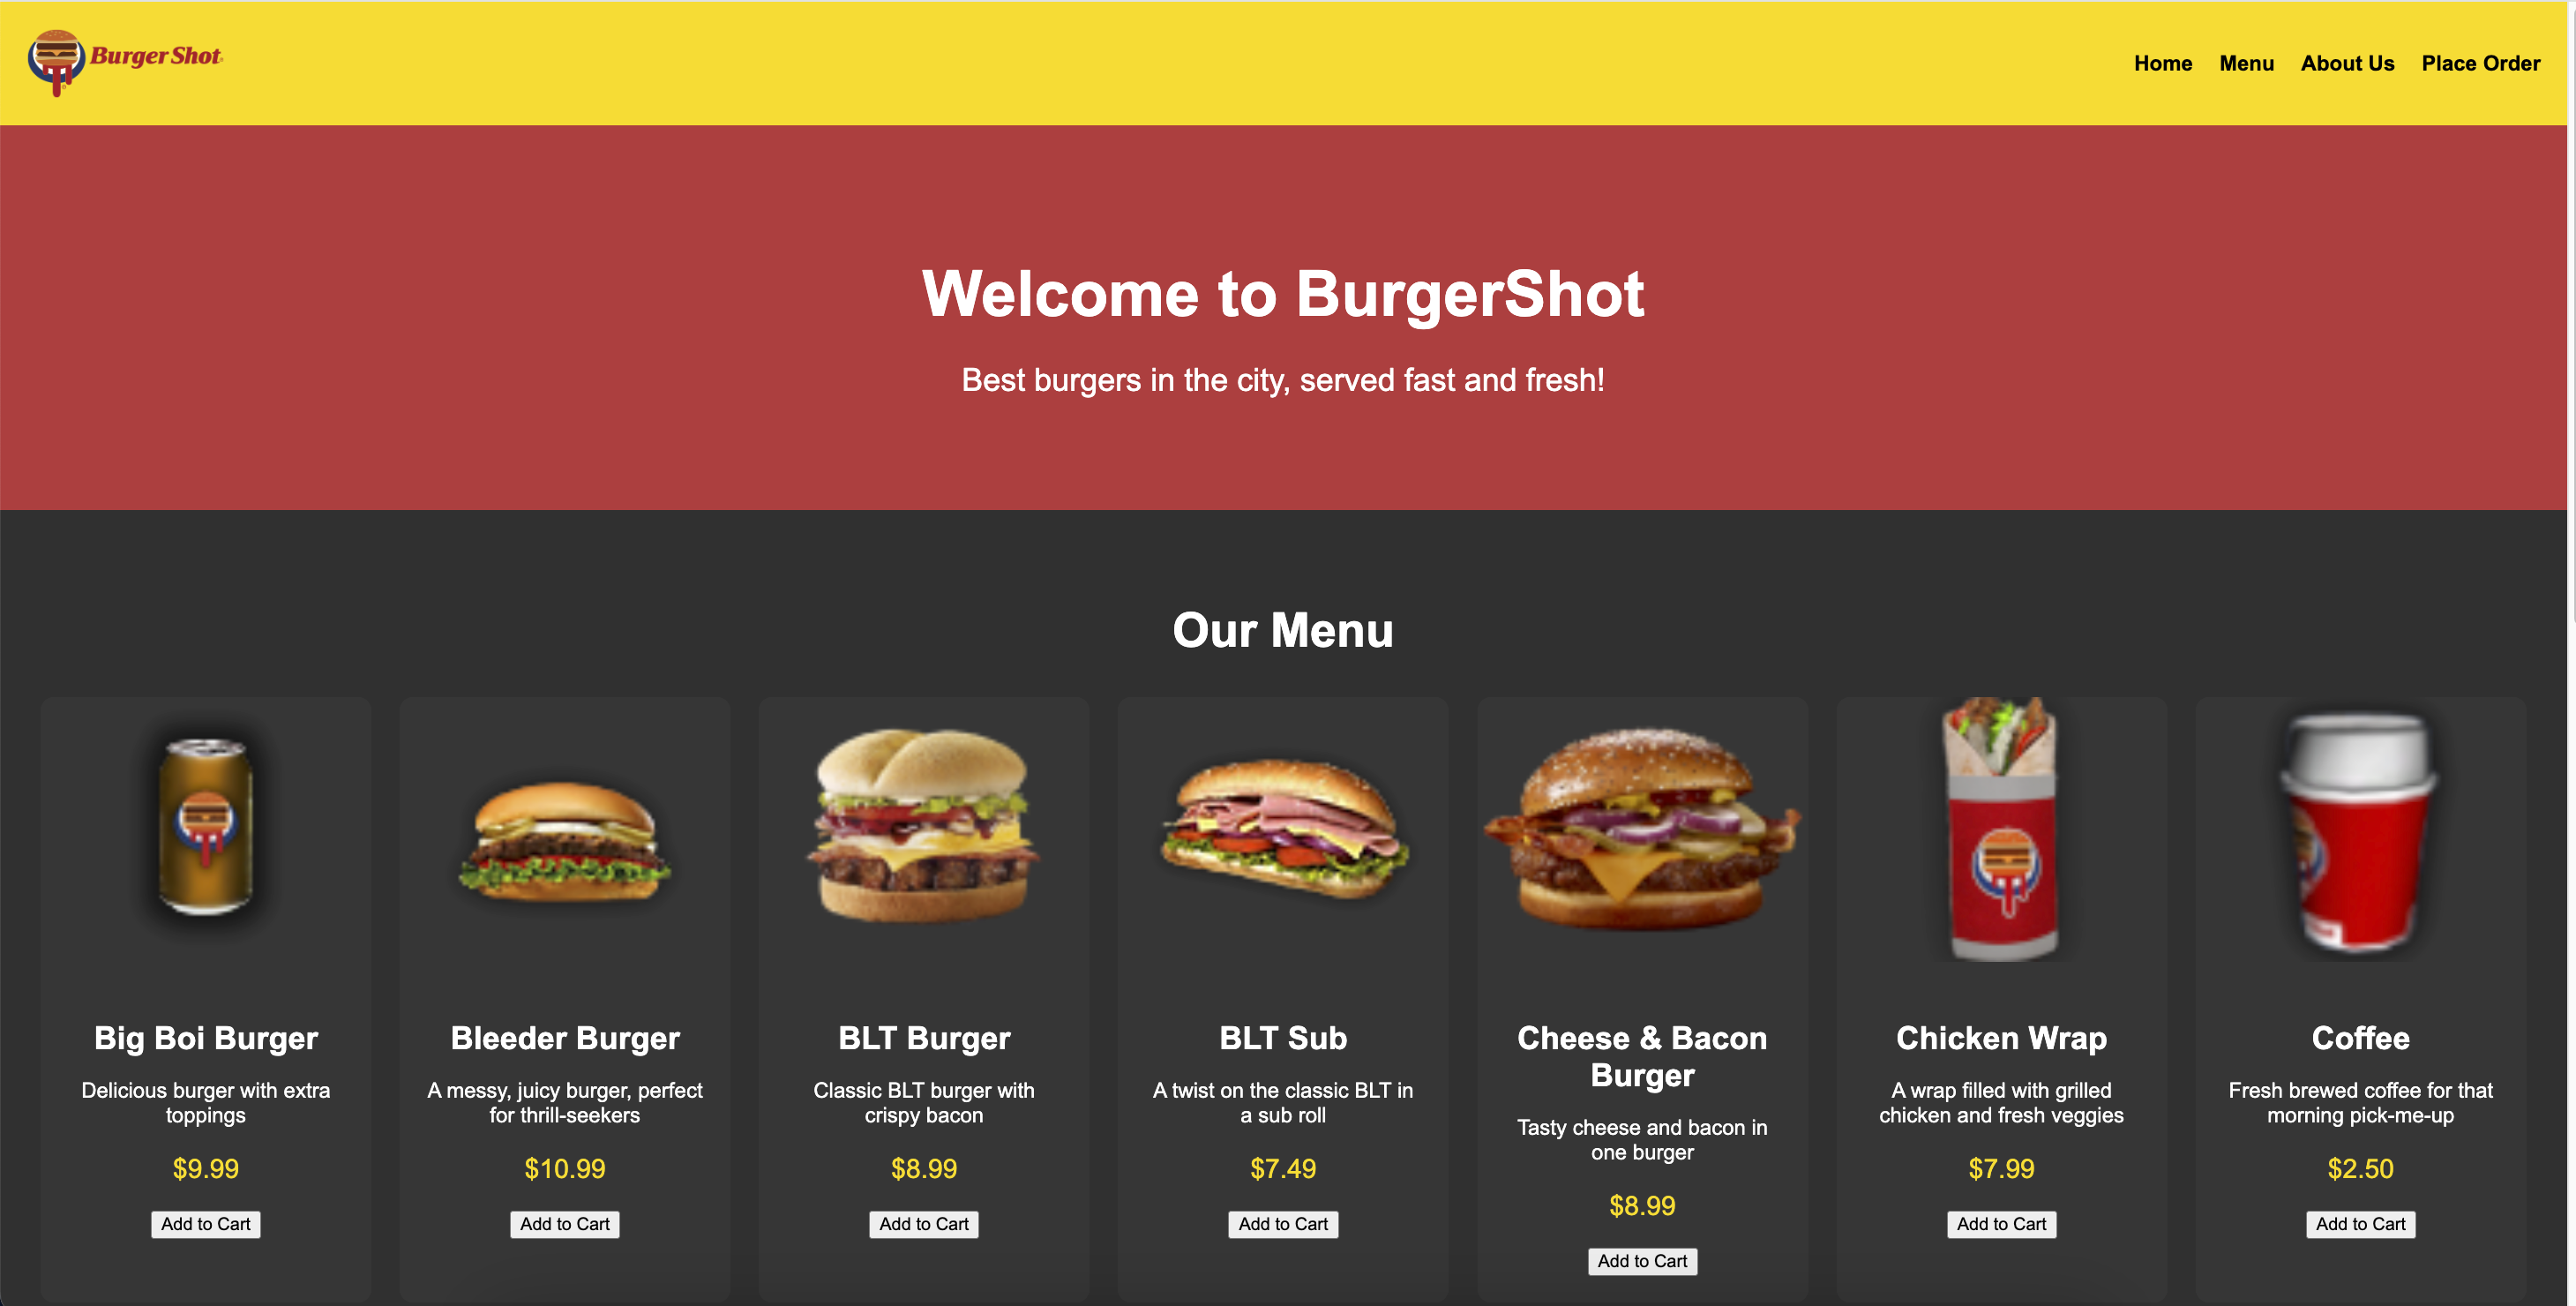 Burger Shot
Home Menu About Us Place Order
Welcome to BurgerShot
Best burgers in the city, served fast and fresh!
Our Menu
Big Boi Burger
Delicious burger with extra
toppings
$9.99
Add to Cart
Bleeder Burger
A messy, juicy burger, perfect
for thrill-seekers
$10.99
Add to Cart
BLT Burger
Classic BLT burger with
crispy bacon
$8.99
Add to Cart
BLT Sub
A twist on the classic BLT in
a sub roll
$7.49
Add to Cart
Cheese & Bacon
Burger
Tasty cheese and bacon in
one burger
$8.99
Add to Cart
Chicken Wrap
A wrap filled with grilled
chicken and fresh veggies
$7.99
Add to Cart
Coffee
Fresh brewed coffee for that
morning pick-me-up
$2.50
Add to Cart